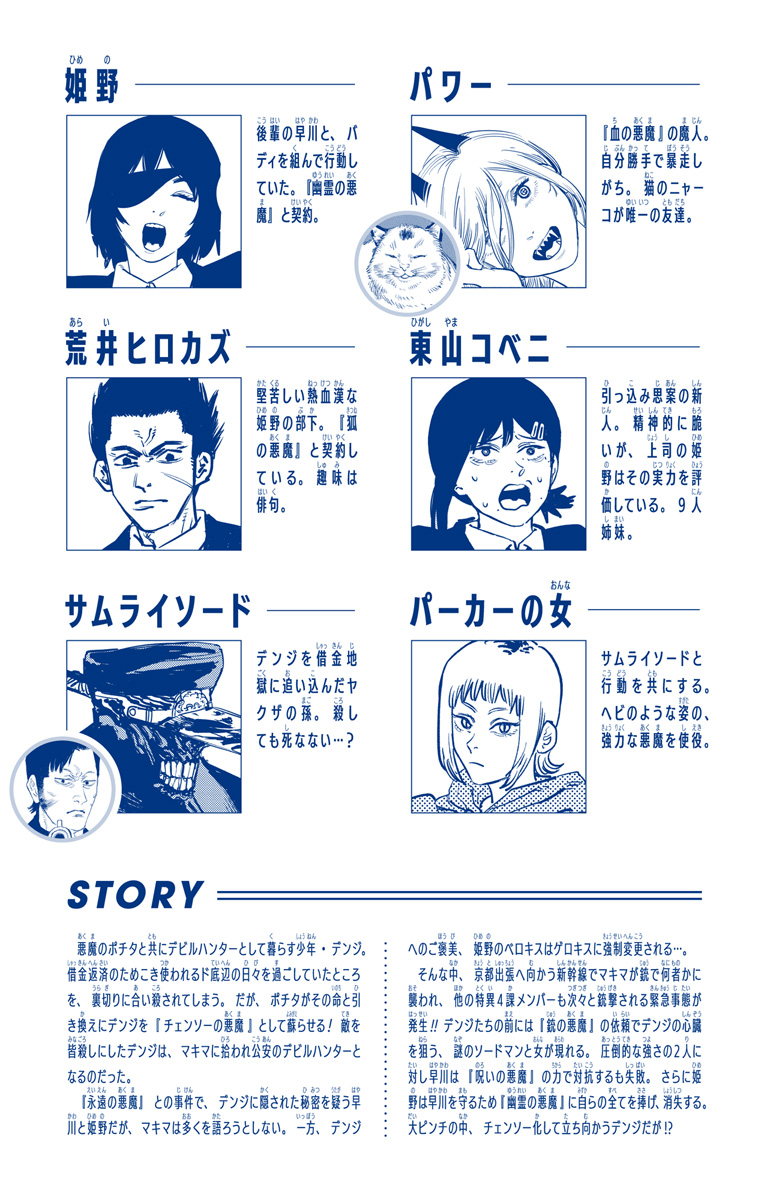 姫野
後輩の早川と、バ
ディを組んで行動し
ていた。『幽霊の悪
魔』と契約。
パワー
『血の悪魔』の魔人。
自分勝手で暴走し
がち。猫のニャー
コが唯一の友達。
荒井ヒロカズ
堅苦しい熱血漢な
姫野の部下。『狐
の悪魔』と契約し
ている。趣味は
俳句。
東山コベニ
引っ込み思案の新
人。精神的に脆
いが、上司の姫
野はその実力を評
価している。9人
姉妹。
サムライソード
デンジを借金地
獄に追い込んだヤ
クザの孫。殺し
ても死なない…?
パーカーの女
サムライソードと
行動を共にする。
ヘビのような姿の、
強力な悪魔を使役。
STORY
悪魔のポチタと共にデビルハンターとして暮らす少年・デンジ。
借金返済のためこき使われるド底辺の日々を過ごしていたところ
を、裏切りに合い殺されてしまう。だが、ポチタがその命と引
き換えにデンジを『チェンソーの悪魔』として蘇らせる！敵を
皆殺しにしたデンジは、マキマに拾われ公安のデビルハンターと
なるのだった。
『永遠の悪魔』との事件で、デンジに隠された秘密を疑う早
川と姫野だが、マキマは多くを語ろうとしない。一方、デンジ
へのご褒美、姫野のベロキスはゲロキスに強制変更される…。
そんな中、京都出張へ向かう新幹線でマキマが銃で何者かに
襲われ、他の特異4課メンバーも次々と銃撃される緊急事態が
発生!! デンジたちの前には『銃の悪魔』の依頼でデンジの心臓
を狙う、謎のソードマンと女が現れる。圧倒的な強さの2人に
対し早川は『呪いの悪魔』の力で対抗するも失敗。さらに姫
野は早川を守るため『幽霊の悪魔』に自らの全てを捧げ、消失する。
大ピンチの中、チェンソー化して立ち向かうデンジだが!?